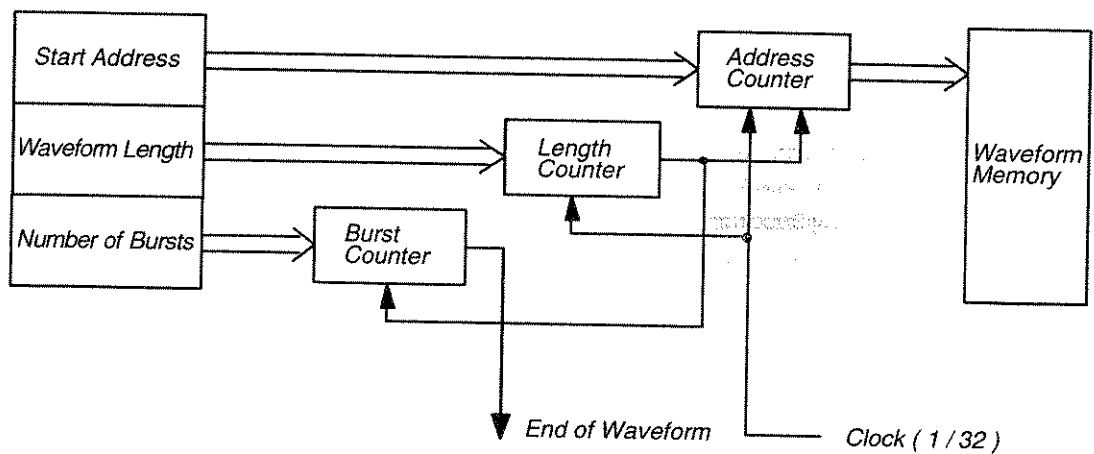 Start Address
Address
Counter
Waveform Length
Length
Counter
Waveform
Memory
Number of Bursts
Burst
Counter
End of Waveform
Clock ( 1 / 32 )